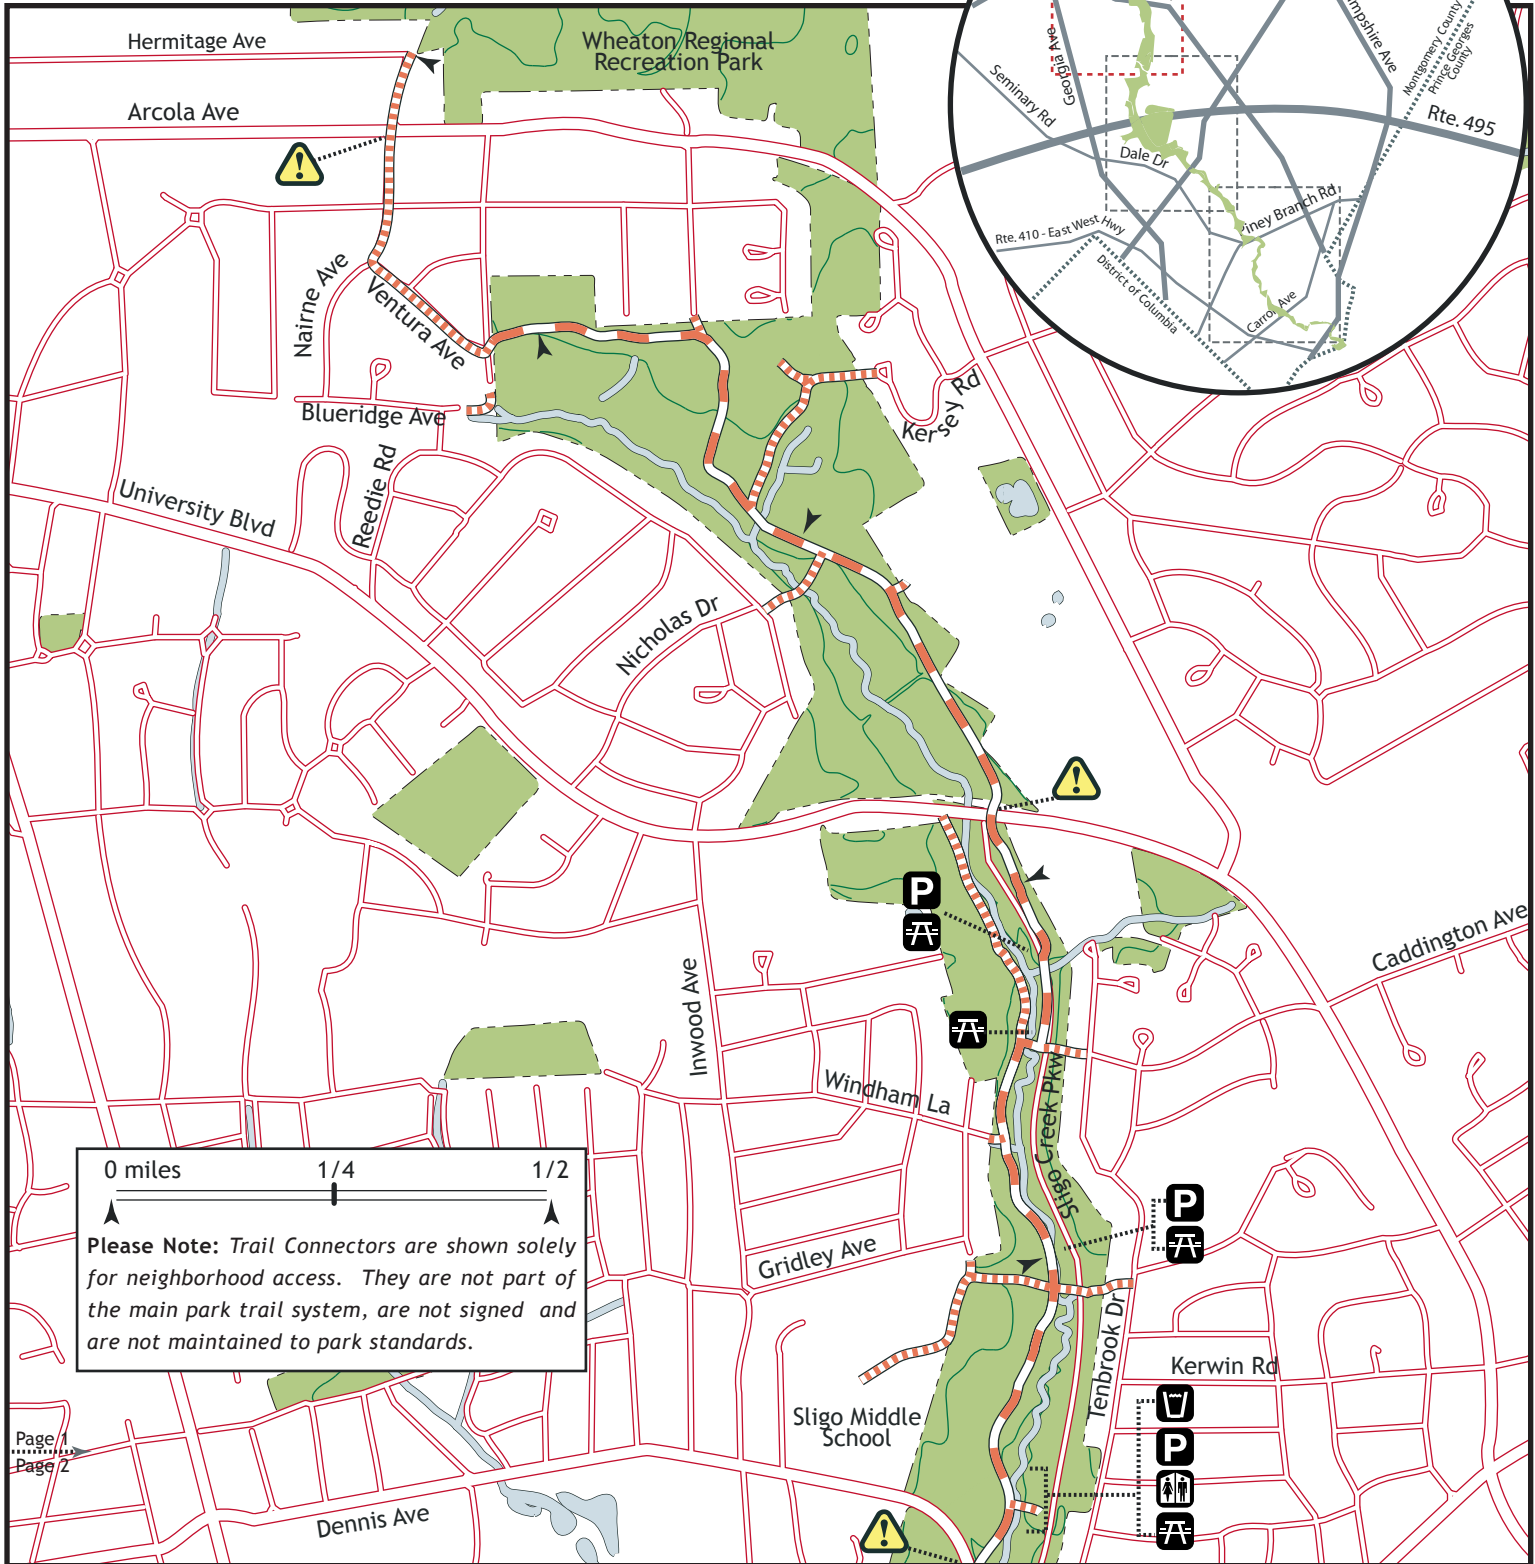 Hermitage Ave
Wheaton Regional
Recreation Park
Arcola Ave
Georgia Ave
Seminary Rd
Montgomery County
Prince Georges
County
Rte. 495
Dale Dr
Rte. 410 - East West Hwy
District of Columbia
Nairne Ave
Ventura Ave
Blueridge Ave
Kersey Rd
University Blvd
Reedie Rd
Nicholas Dr
P
Caddington Ave
Inwood Ave
Windham La
Sligo Creek Pkwy
P
0 miles 1/4 1/2
Please Note: Trail Connectors are shown solely
for neighborhood access. They are not part of
the main park trail system, are not signed and
are not maintained to park standards.
Gridley Ave
Tenbrook Dr
Kerwin Rd
Sligo Middle
School
P
Page 1
Page 2
Dennis Ave